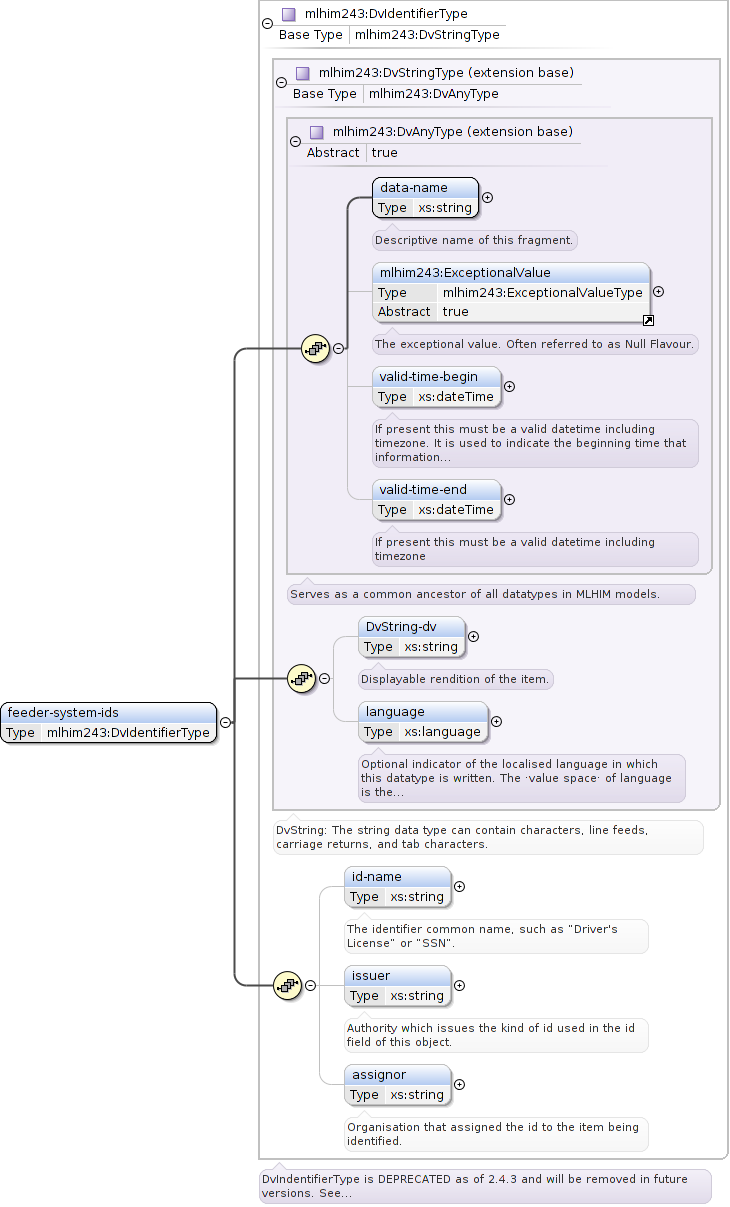 mlhim243:DvIdentifierType
Base Type mlhim243:DvStringType
mlhim243:DvStringType (extension base)
Base Type mlhim243:DvAnyType
mlhim243:DvAnyType (extension base)
Abstract true
data-name
Type xs:string
Descriptive name of this fragment.
mlhim243:ExceptionalValue
Type mlhim243:ExceptionalValueType
Abstract true
The exceptional value. Often referred to as Null Flavour.
valid-time-begin
Type xs:dateTime
If present this must be a valid datetime including
timezone. It is used to indicate the beginning time that
information...
valid-time-end
Type xs:dateTime
If present this must be a valid datetime including
timezone
Serves as a common ancestor of all datatypes in MLHIM models.
DvString-dv
Type xs:string
Displayable rendition of the item.
feeder-system-ids
Type mlhim243:DvIdentifierType
language
Type xs:language
Optional indicator of the localised language in which
this datatype is written. The ·value space· of language
is the...
DvString: The string data type can contain characters, line feeds,
carriage returns, and tab characters.
id-name
Type xs:string
The identifier common name, such as "Driver's
License" or "SSN".
issuer
Type xs:string
Authority which issues the kind of id used in the id
field of this object.
assignor
Type xs:string
Organisation that assigned the id to the item being
identified.
DvIndentifierType is DEPRECATED as of 2.4.3 and will be removed in future
versions. See...